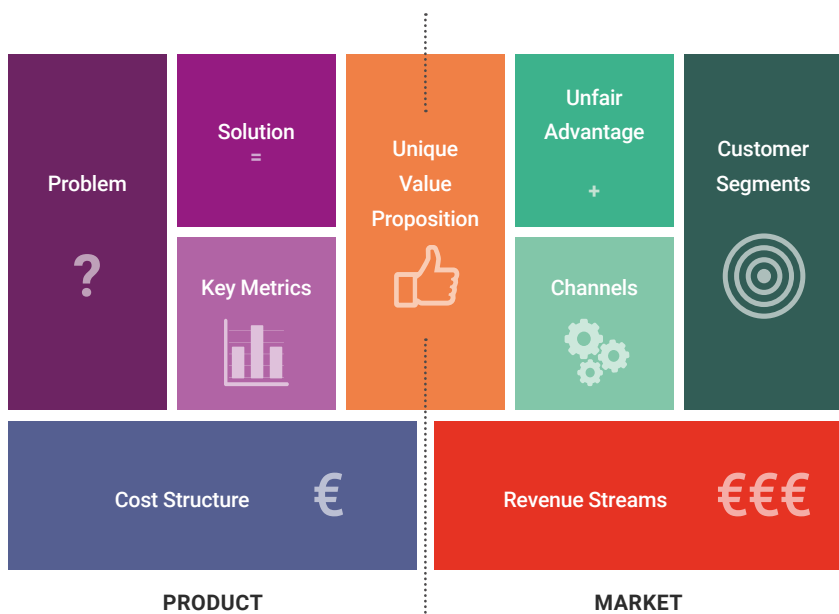 Problem
?
Solution
=
Key Metrics
Unique
Value
Proposition
Unfair
Advantage
+
Channels
Customer
Segments
Cost Structure €
Revenue Streams €€€
PRODUCT
MARKET